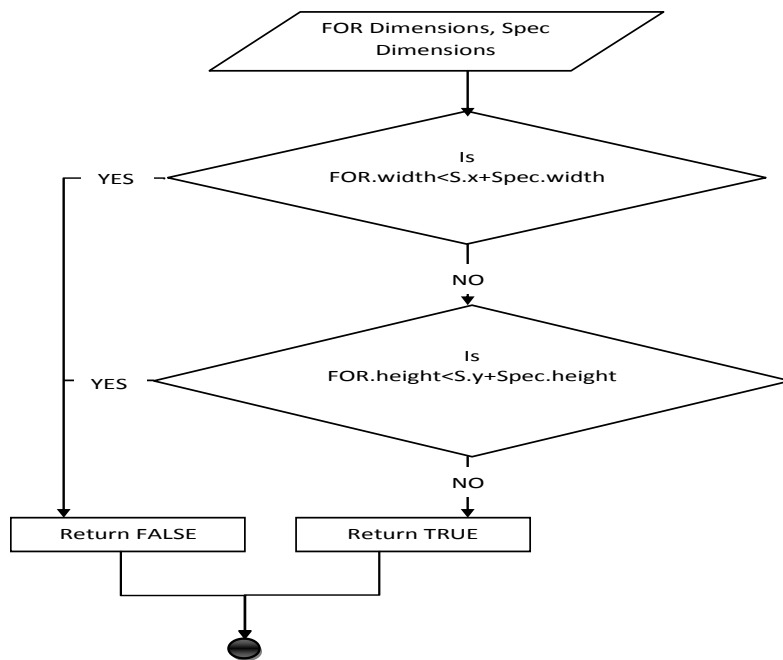 FOR Dimensions, Spec
Dimensions
Is
FOR.width<S.x+Spec.width
YES
NO
Is
FOR.height<S.y+Spec.height
YES
NO
Return FALSE
Return TRUE